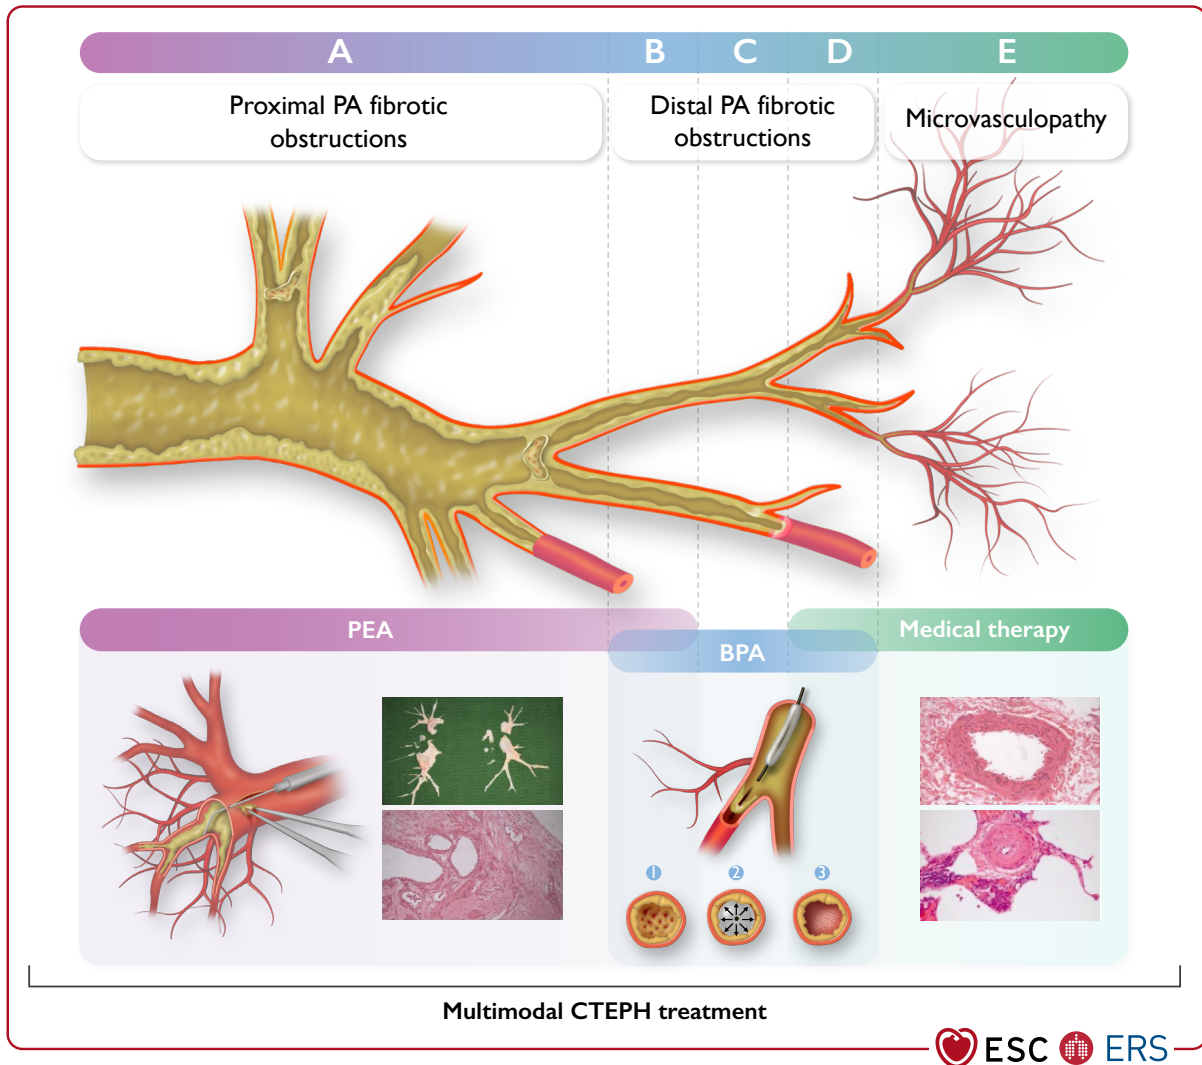 A B C D E
Proximal PA fibrotic
obstructions
Distal PA fibrotic
obstructions
Microvasculopathy
PEA
BPA
Medical therapy
1 2 3
Multimodal CTEPH treatment
ESC ERS